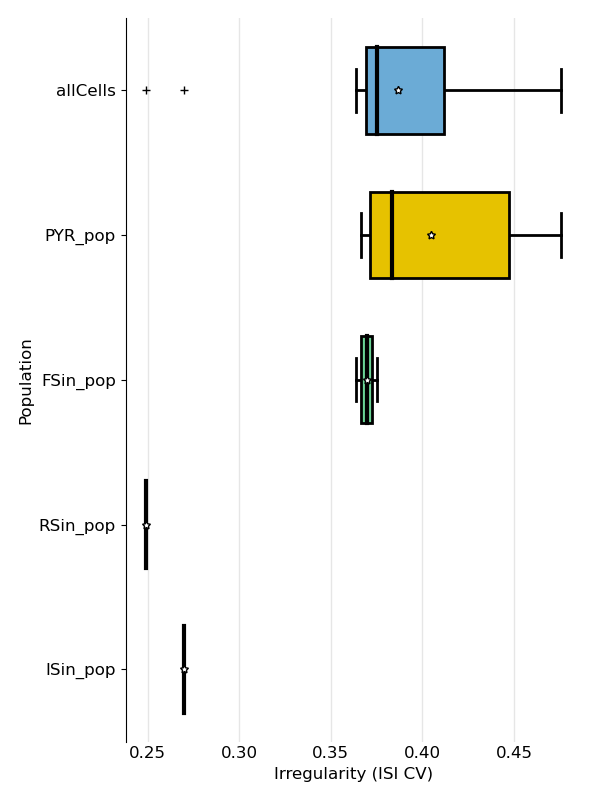 allCells
PYR_pop
FSin_pop
RSin_pop
ISin_pop
Population
0.25 0.30 0.35 0.40 0.45
Irregularity (ISI CV)